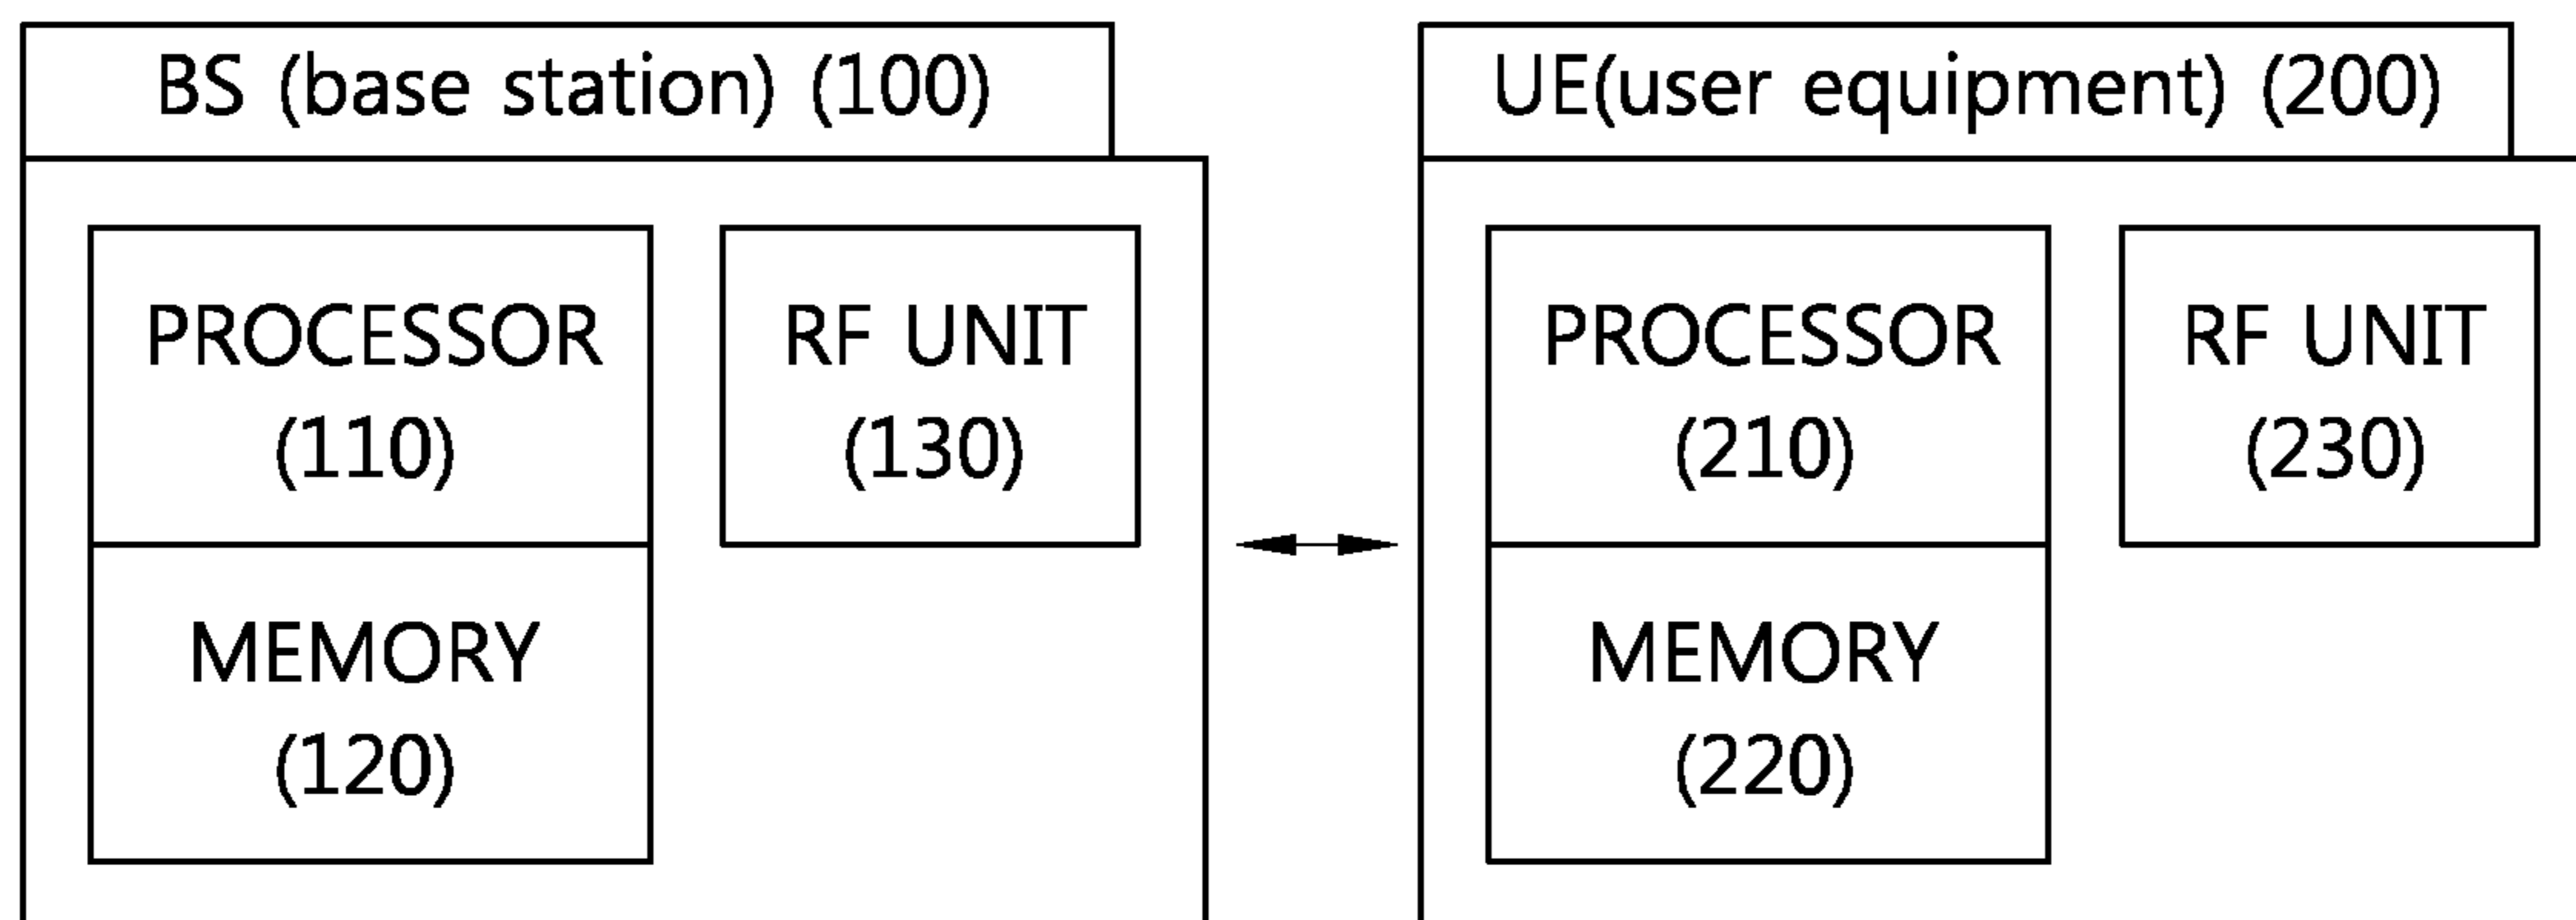 BS (base station) (100)
PROCESSOR
(110)
RF UNIT
(130)
MEMORY
(120)
UE(user equipment) (200)
PROCESSOR
(210)
RF UNIT
(230)
MEMORY
(220)